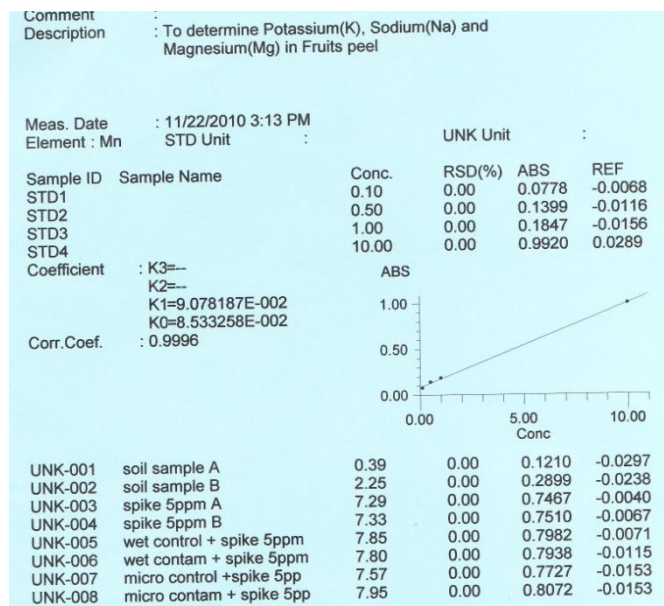 Comment :
Description : To determine Potassium(K), Sodium(Na) and
Magnesium(Mg) in Fruits peel
Meas. Date : 11/22/2010 3:13 PM
Element : Mn STD Unit : UNK Unit :
Sample ID Sample Name Conc. RSD(%) ABS REF
STD1 0.10 0.00 0.0778 -0.0068
STD2 0.50 0.00 0.1399 -0.0116
STD3 1.00 0.00 0.1847 -0.0156
STD4 10.00 0.00 0.9920 0.0289
Coefficient : K3=--
K2=--
K1=9.078187E-002
K0=8.533258E-002
Corr.Coef. : 0.9996
ABS
1.00
0.50
0.00
0.00 5.00 10.00
Conc
UNK-001 soil sample A 0.39 0.00 0.1210 -0.0297
UNK-002 soil sample B 2.25 0.00 0.2899 -0.0238
UNK-003 spike 5ppm A 7.29 0.00 0.7467 -0.0040
UNK-004 spike 5ppm B 7.33 0.00 0.7510 -0.0067
UNK-005 wet control + spike 5ppm 7.85 0.00 0.7982 -0.0071
UNK-006 wet contam + spike 5ppm 7.80 0.00 0.7938 -0.0115
UNK-007 micro control +spike 5pp 7.57 0.00 0.7727 -0.0153
UNK-008 micro contam + spike 5pp 7.95 0.00 0.8072 -0.0153